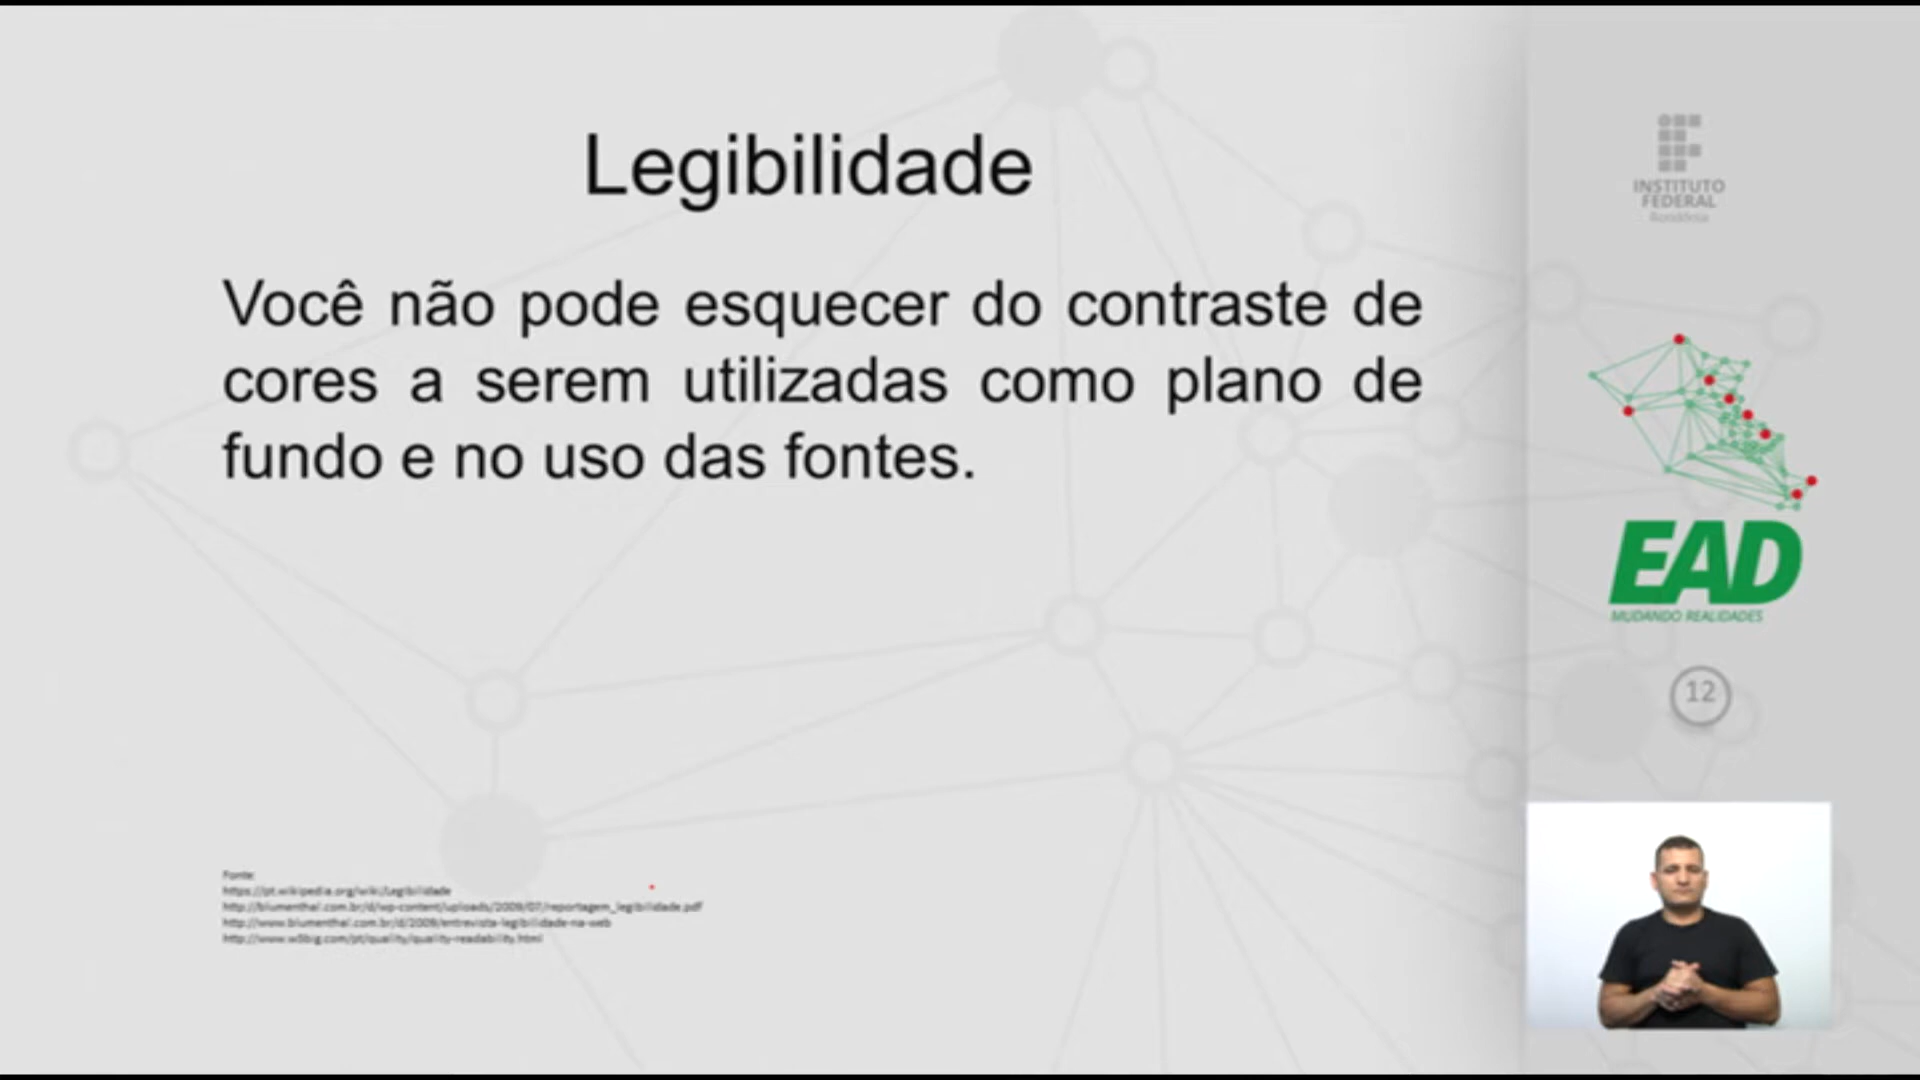 Legibilidade
Você não pode esquecer do contraste de
cores a serem utilizadas como plano de
fundo e no uso das fontes.
INSTITUTO
FEDERAL
Rondônia
EAD
MUDANDO REALIDADES
12
Fonte:
https://pt.wikipedia.org/wiki/Legibilidade
http://blumenthal.com.br/d/wp-content/uploads/2009/07/reportagem_legibilidade.pdf
http://www.blumenthal.com.br/d/2009/entrevista-legibilidade-na-web
http://www.w3big.com/pt/quality/quality-readability.html